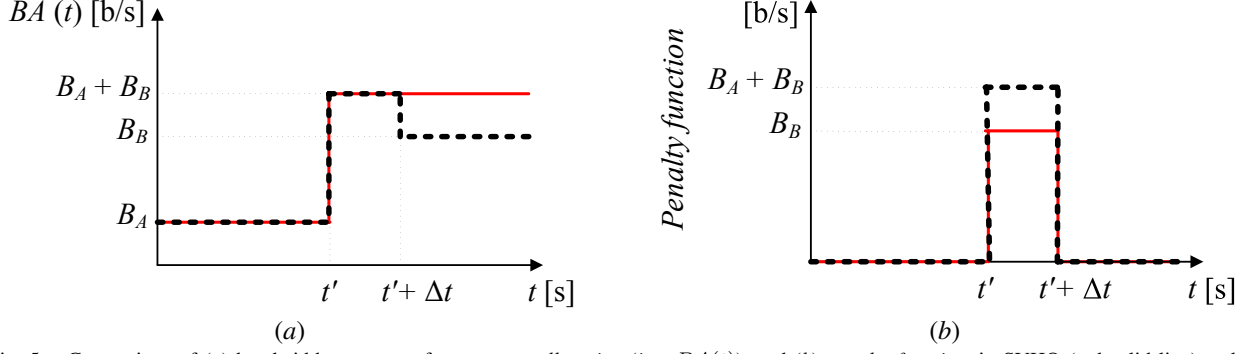 BA (t) [b/s]
B_A + B_B
B_B
B_A
t′
t′+ Δt
t [s]
(a)
[b/s]
Penalty function
B_A + B_B
B_B
t′
t′+ Δt
t [s]
(b)